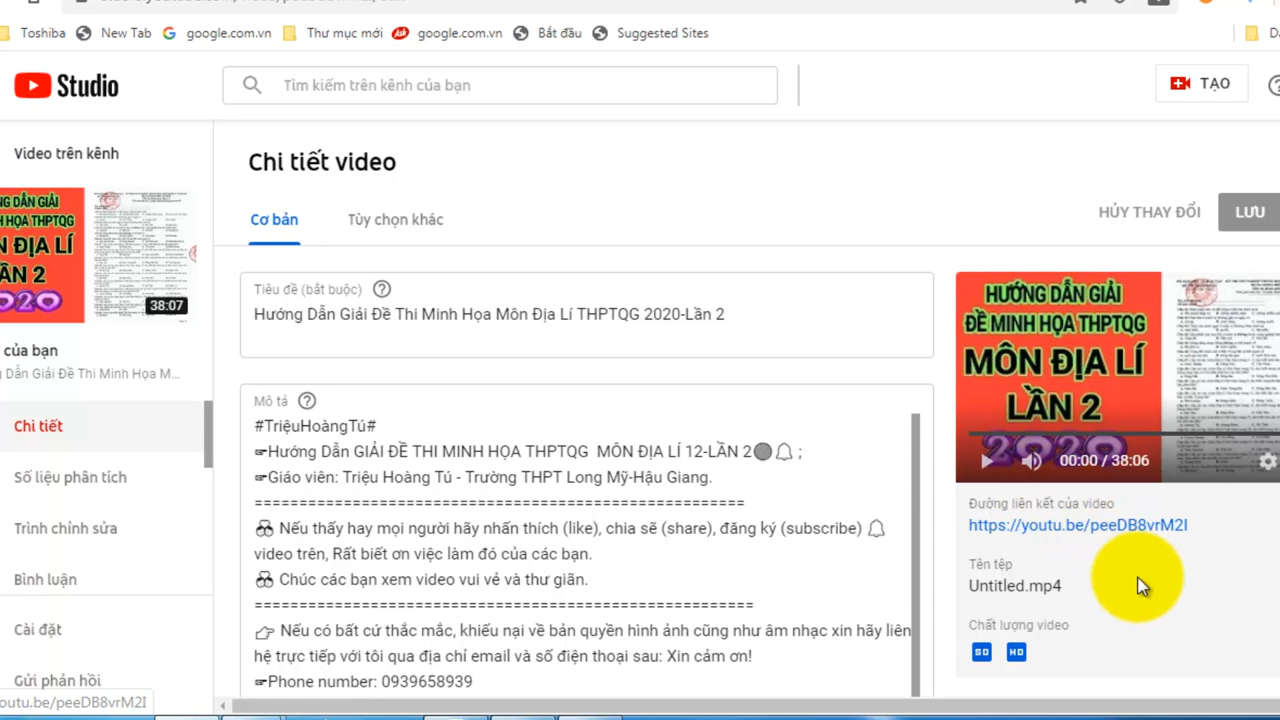 Toshiba New Tab google.com.vn Thư mục mới google.com.vn Bắt đầu Suggested Sites
Studio
Tìm kiếm trên kênh của bạn
TẠO
Video trên kênh
NG DẪN GIẢI
ÔN ĐỊA LÍ
LẦN 2
38:07
của bạn
Dẫn Giải Đề Thi Minh Họa M...
Chi tiết
Số liệu phân tích
Trình chỉnh sửa
Bình luận
Cài đặt
Gửi phản hồi
outu.be/peeDB8vrM2I
Chi tiết video
Cơ bản Tùy chọn khác
HỦY THAY ĐỔI LƯU
Tiêu đề (bắt buộc)
Hướng Dẫn Giải Đề Thi Minh Họa Môn Địa Lí THPTQG 2020-Lần 2
Mô tả
#TriệuHoàngTú#
#Hướng Dẫn GIẢI ĐỀ THI MINH HỌA THPTQG MÔN ĐỊA LÍ 12-LẦN 2 ;
☛Giáo viên: Triệu Hoàng Tú - Trường THPT Long Mỹ-Hậu Giang.
=======================================================
Nếu thấy hay mọi người hãy nhấn thích (like), chia sẽ (share), đăng ký (subscribe)
video trên, Rất biết ơn việc làm đó của các bạn.
Chúc các bạn xem video vui vẻ và thư giãn.
========================================================
Nếu có bất cứ thắc mắc, khiếu nại về bản quyền hình ảnh cũng như âm nhạc xin hãy liên
hệ trực tiếp với tôi qua địa chỉ email và số điện thoại sau: Xin cảm ơn!
☛Phone number: 0939658939
HƯỚNG DẪN GIẢI
ĐỀ MINH HỌA THPTQG
MÔN ĐỊA LÍ
LẦN 2
2020
00:00 / 38:06
Đường liên kết của video
https://youtu.be/peeDB8vrM2I
Tên tệp
Untitled.mp4
Chất lượng video
SD HD